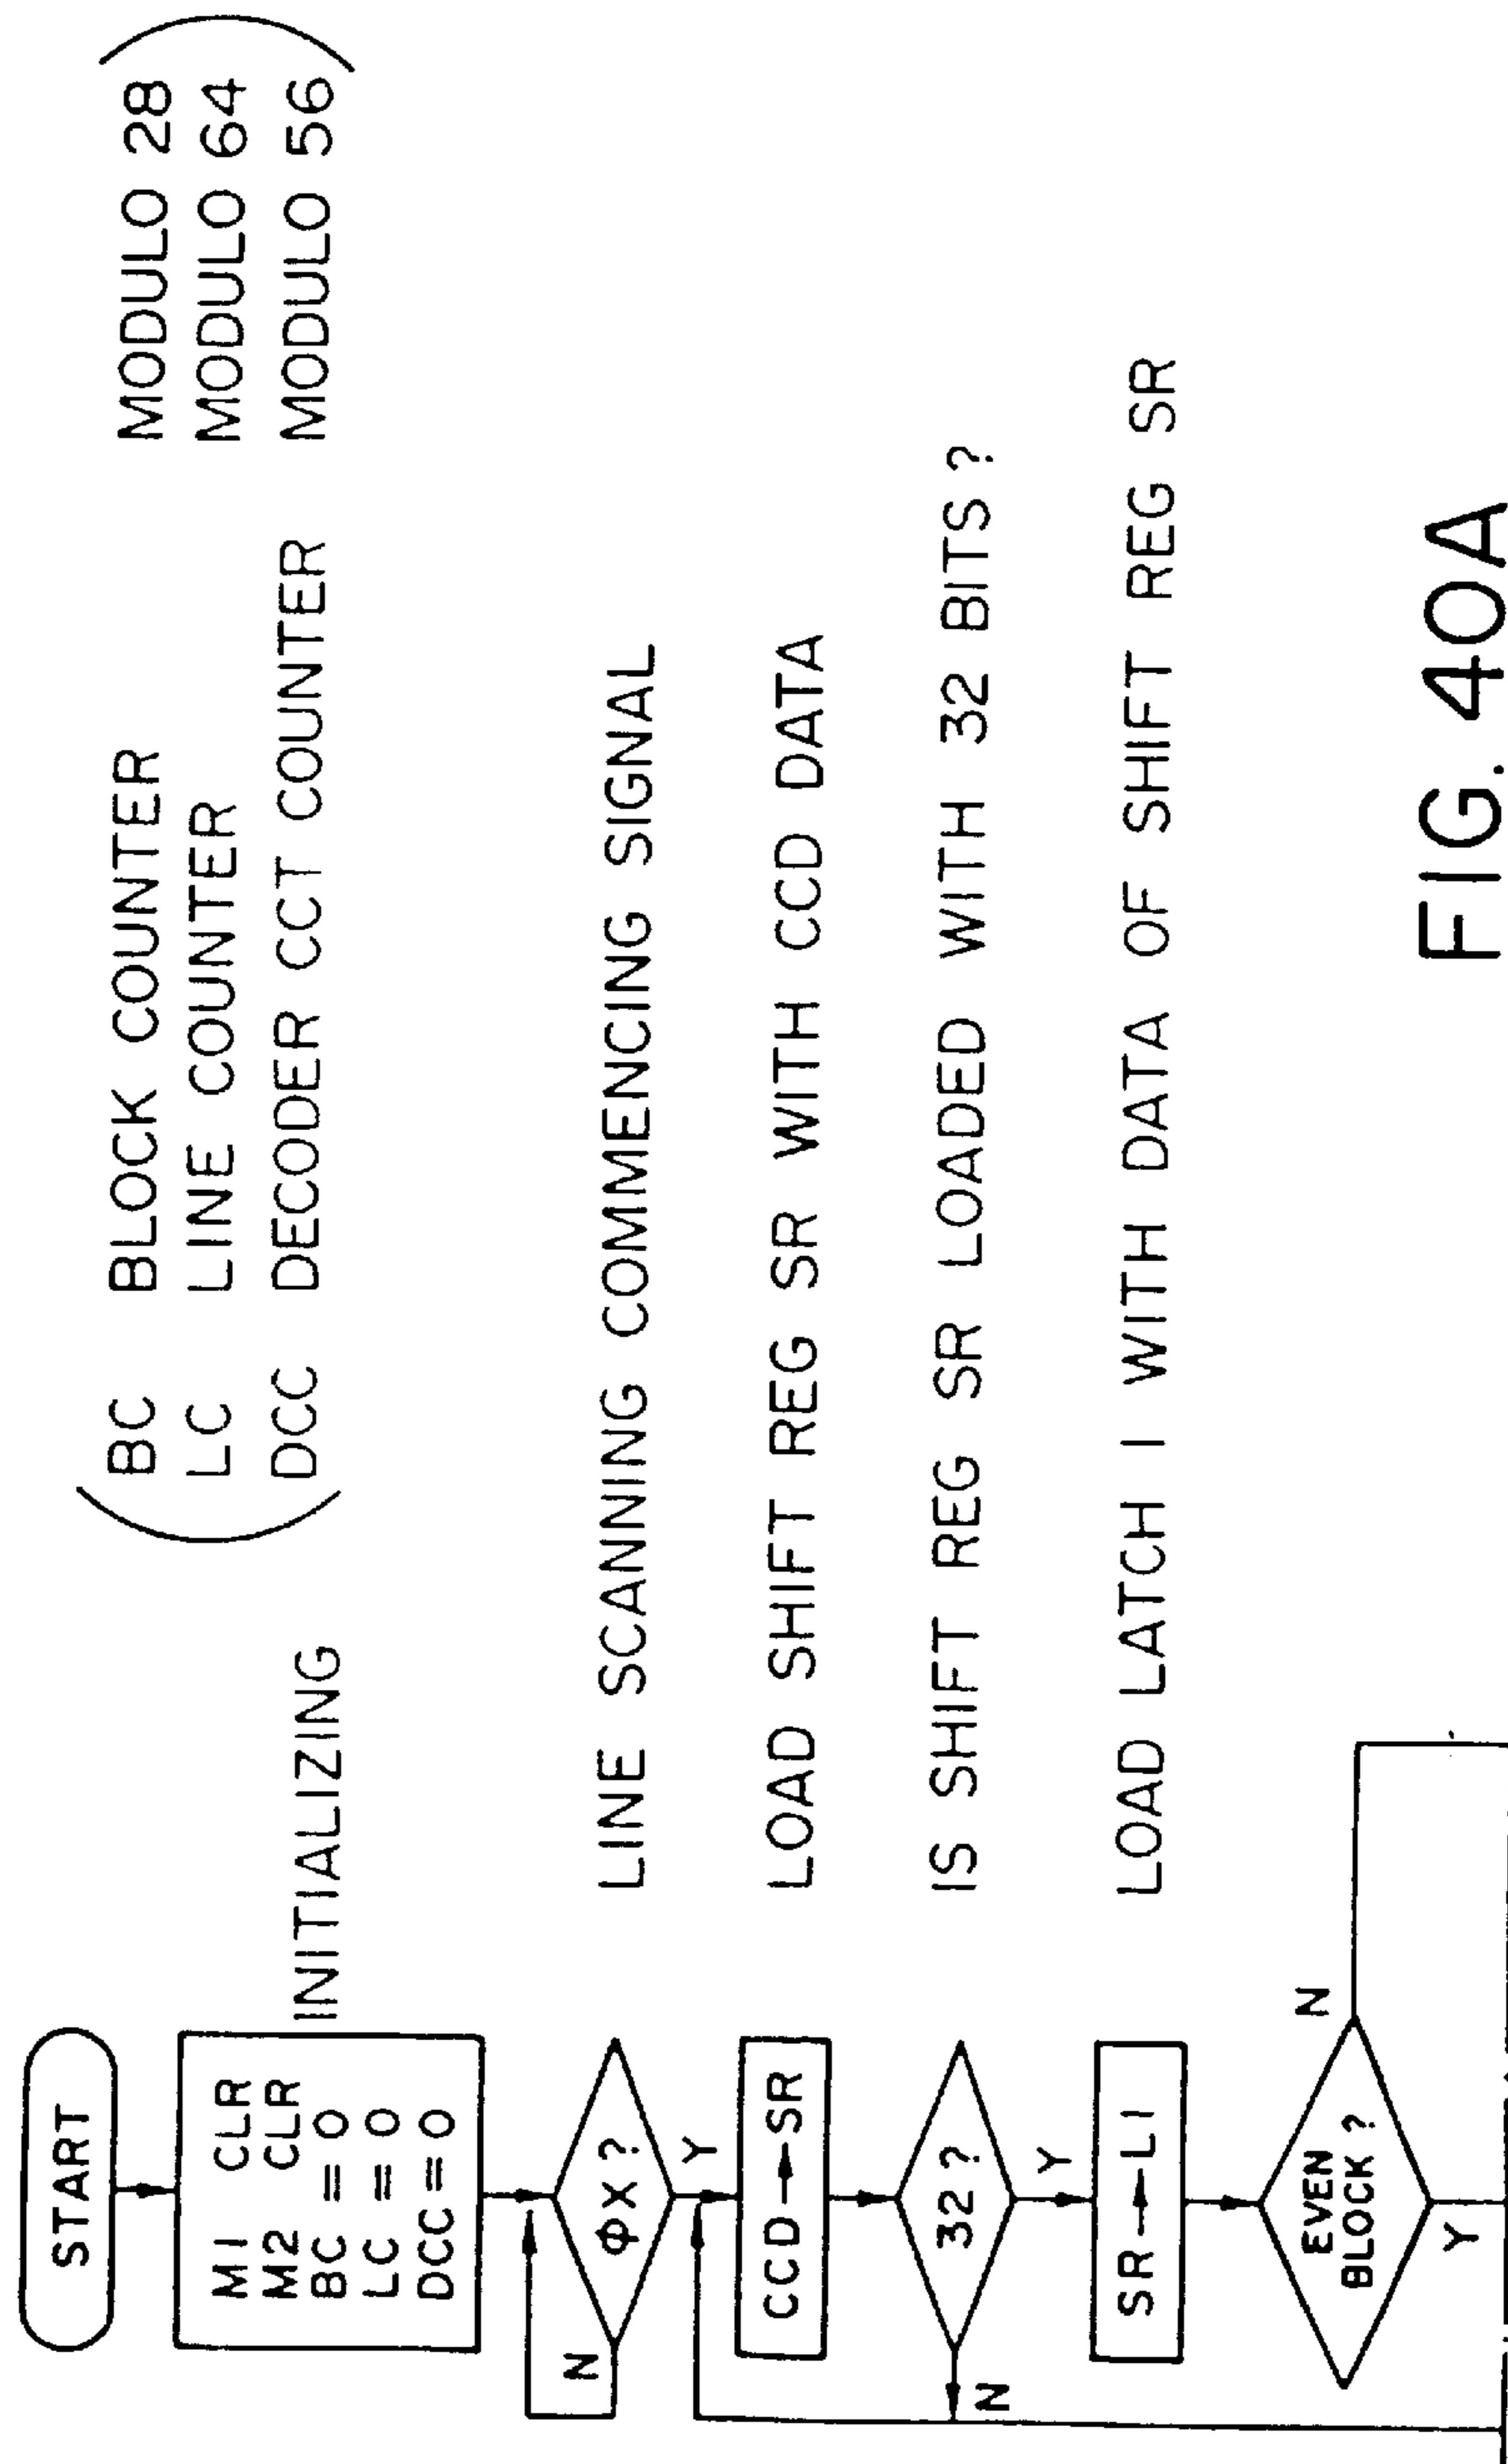 START
M1 CLR
M2 CLR
BC = 0
LC = 0
DCC = 0
INITIALIZING
BC BLOCK COUNTER MODULO 28
LC LINE COUNTER MODULO 64
DCC DECODER CCT COUNTER MODULO 56
ΦX ?
N
Y
LINE SCANNING COMMENCING SIGNAL
CCD → SR
LOAD SHIFT REG SR WITH CCD DATA
32 ?
N
Y
IS SHIFT REG SR LOADED WITH 32 BITS ?
SR → L1
LOAD LATCH 1 WITH DATA OF SHIFT REG SR
EVEN
BLOCK ?
N
Y
FIG. 40A